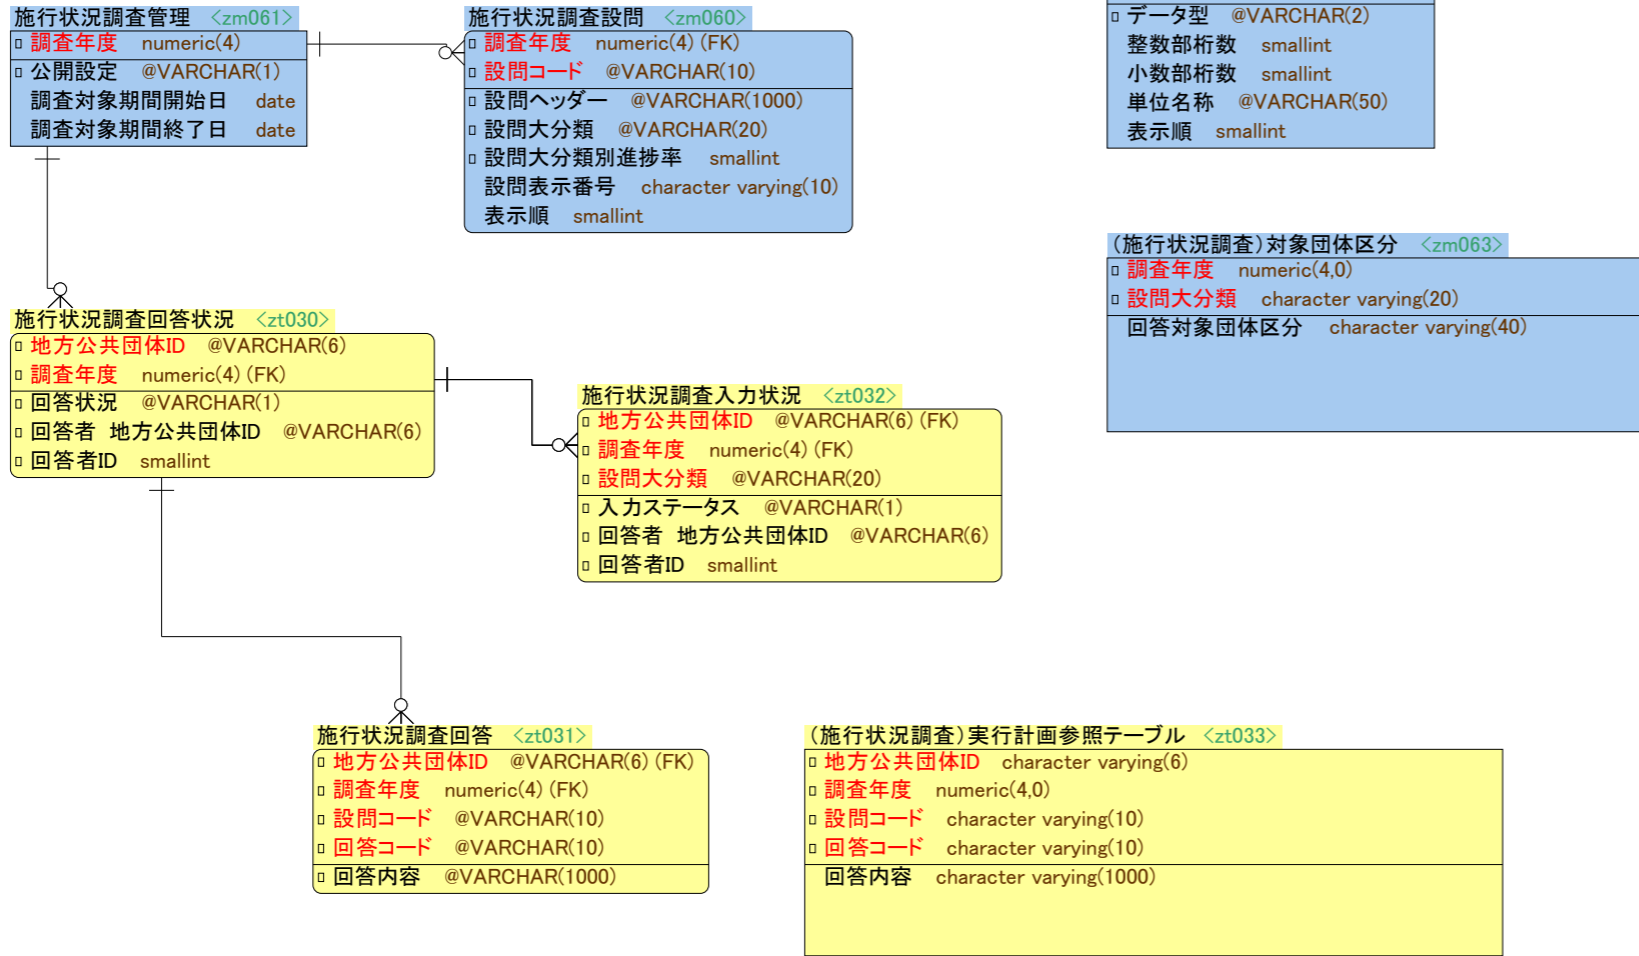 施行状況調査管理 <zm061>
調査年度 numeric(4)
公開設定 @VARCHAR(1)
調査対象期間開始日 date
調査対象期間終了日 date
施行状況調査設問 <zm060>
調査年度 numeric(4) (FK)
設問コード @VARCHAR(10)
設問ヘッダー @VARCHAR(1000)
設問大分類 @VARCHAR(20)
設問大分類別進捗率 smallint
設問表示番号 character varying(10)
表示順 smallint
データ型 @VARCHAR(2)
整数部桁数 smallint
小数部桁数 smallint
単位名称 @VARCHAR(50)
表示順 smallint
(施行状況調査)対象団体区分 <zm063>
調査年度 numeric(4,0)
設問大分類 character varying(20)
回答対象団体区分 character varying(40)
施行状況調査回答状況 <zt030>
地方公共団体ID @VARCHAR(6)
調査年度 numeric(4) (FK)
回答状況 @VARCHAR(1)
回答者 地方公共団体ID @VARCHAR(6)
回答者ID smallint
施行状況調査入力状況 <zt032>
地方公共団体ID @VARCHAR(6) (FK)
調査年度 numeric(4) (FK)
設問大分類 @VARCHAR(20)
入力ステータス @VARCHAR(1)
回答者 地方公共団体ID @VARCHAR(6)
回答者ID smallint
施行状況調査回答 <zt031>
地方公共団体ID @VARCHAR(6) (FK)
調査年度 numeric(4) (FK)
設問コード @VARCHAR(10)
回答コード @VARCHAR(10)
回答内容 @VARCHAR(1000)
(施行状況調査)実行計画参照テーブル <zt033>
地方公共団体ID character varying(6)
調査年度 numeric(4,0)
設問コード character varying(10)
回答コード character varying(10)
回答内容 character varying(1000)